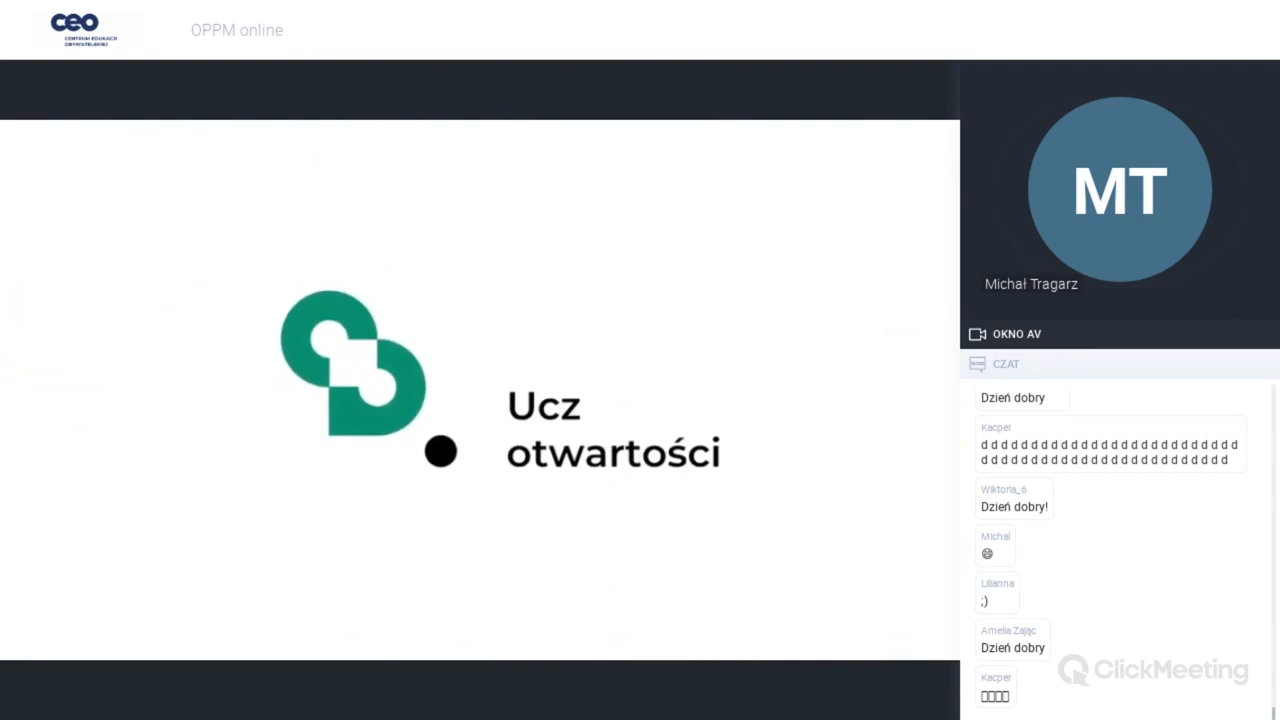 ceo
CENTRUM EDUKACJI
OBYWATELSKIEJ
OPPM online
Ucz
otwartości
MT
Michał Tragarz
OKNO AV
CZAT
Dzień dobry
Kacper
d d d d d d d d d d d d d d d d d d d d d d d d d d
d d d d d d d d d d d d d d d d d d d d d d d d d
Wiktoria_6
Dzień dobry!
Michal
😄
Lilianna
;)
Amelia Zając
Dzień dobry
Kacper
ClickMeeting